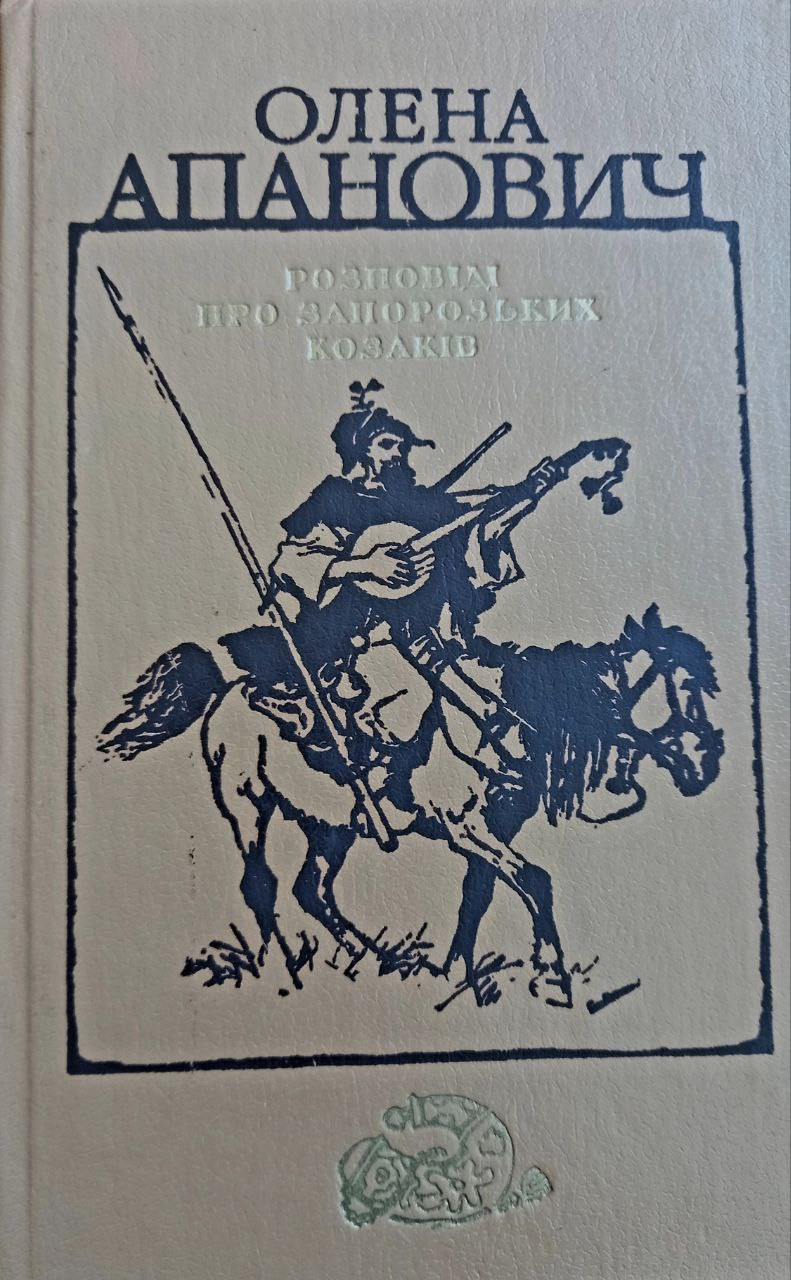 ОЛЕНА
АПАНОВИЧ
РОЗПОВІДІ
ПРО ЗАПОРОЗЬКИХ
КОЗАКІВ